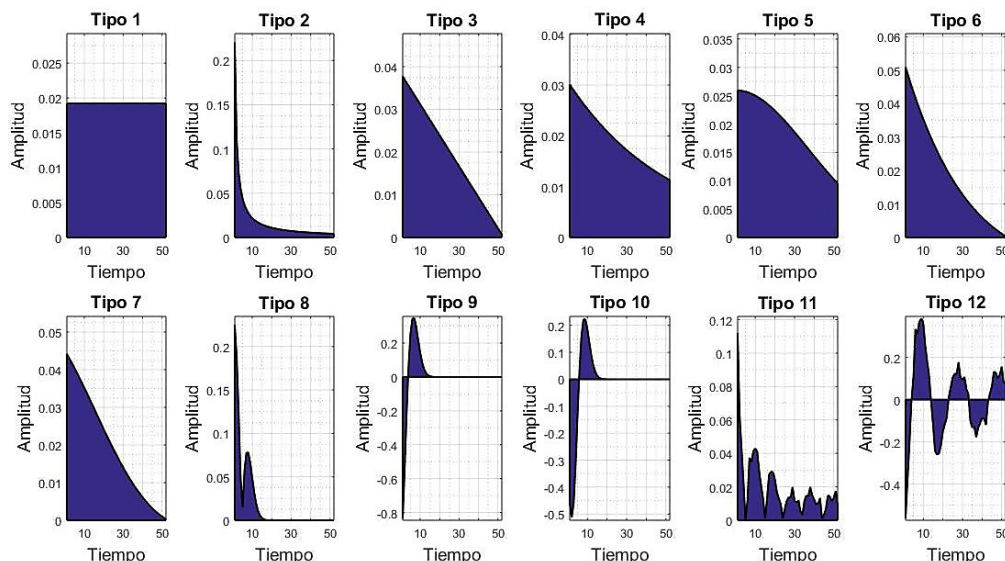 Tipo 1 Tipo 2 Tipo 3 Tipo 4 Tipo 5 Tipo 6
Amplitud Amplitud Amplitud Amplitud Amplitud Amplitud
0.025 0.02 0.015 0.01 0.005 0
0.2 0.15 0.1 0.05 0
0.04 0.03 0.02 0.01 0
0.04 0.03 0.02 0.01 0
0.035 0.03 0.025 0.02 0.015 0.01 0.005 0
0.06 0.05 0.04 0.03 0.02 0.01 0
10 30 50 10 30 50 10 30 50 10 30 50 10 30 50 10 30 50
Tiempo Tiempo Tiempo Tiempo Tiempo Tiempo
Tipo 7 Tipo 8 Tipo 9 Tipo 10 Tipo 11 Tipo 12
Amplitud Amplitud Amplitud Amplitud Amplitud Amplitud
0.05 0.04 0.03 0.02 0.01 0
0.2 0.15 0.1 0.05 0
0.2 0 -0.2 -0.4 -0.6 -0.8
0.2 0.1 0 -0.1 -0.2 -0.3 -0.4 -0.5
0.12 0.1 0.08 0.06 0.04 0.02 0
0.2 0 -0.2 -0.4
10 30 50 10 30 50 10 30 50 10 30 50 10 30 50 10 30 50
Tiempo Tiempo Tiempo Tiempo Tiempo Tiempo